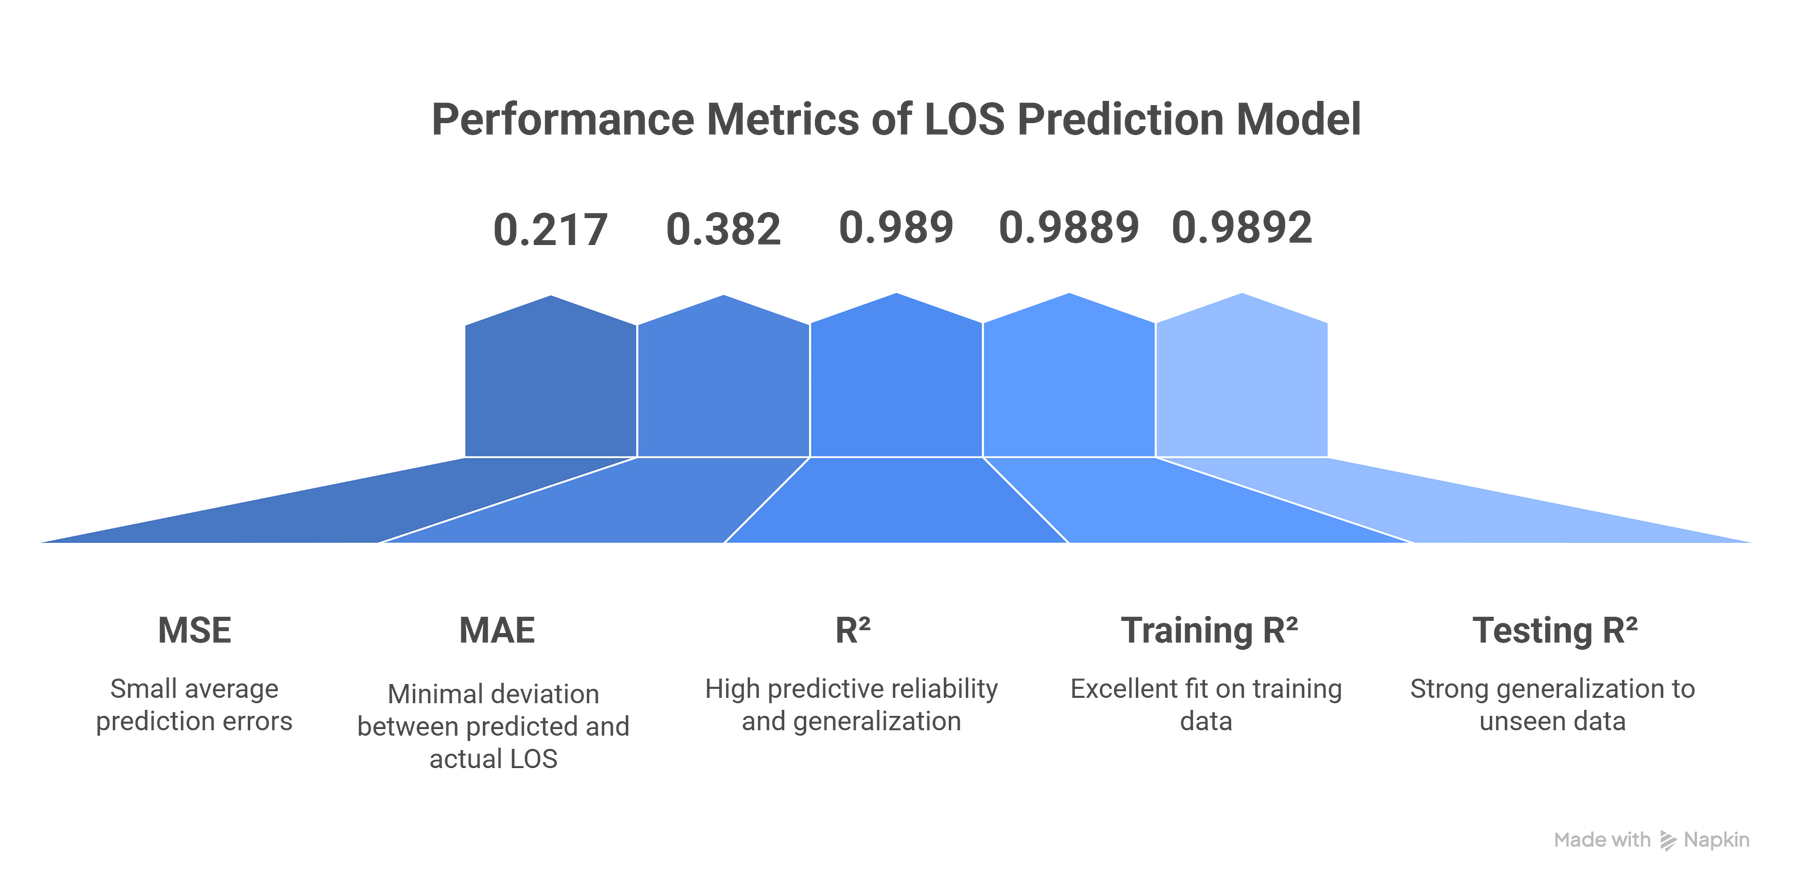 Performance Metrics of LOS Prediction Model
0.217
0.382
0.989
0.9889
0.9892
MSE
Small average
prediction errors
MAE
Minimal deviation
between predicted and
actual LOS
R²
High predictive reliability
and generalization
Training R²
Excellent fit on training
data
Testing R²
Strong generalization to
unseen data
Made with Napkin